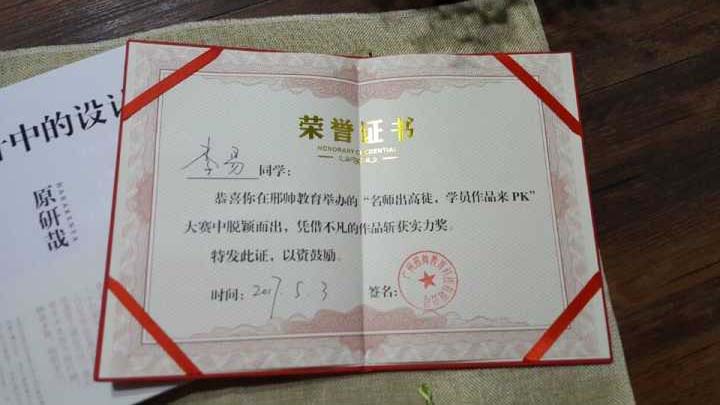 荣誉证书
HONORARY CREDENTIAL
李易 同学：
恭喜你在邢帅教育举办的“名师出高徒，学员作品来 PK”
大赛中脱颖而出，凭借不凡的作品斩获实力奖。
特发此证，以资鼓励。
时间：2017.5.3 签名：
中的设计
原研哉